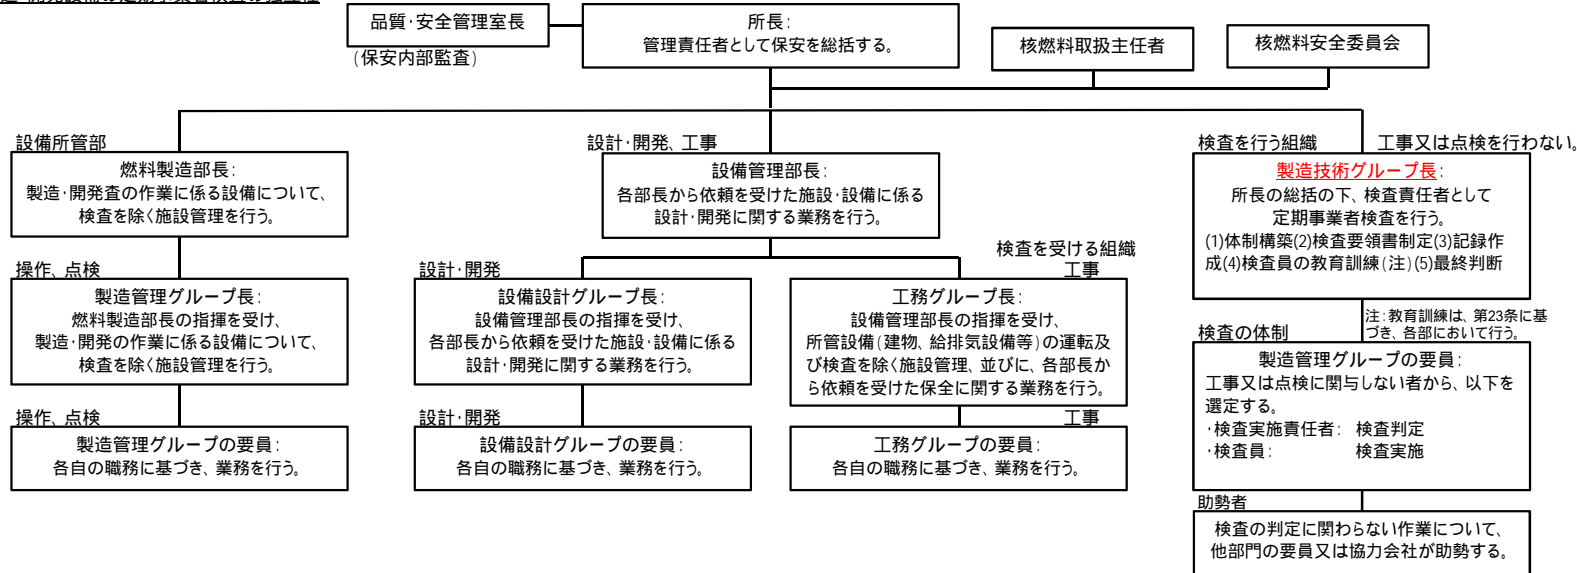 品質・安全管理室長
(保安内部監査)
所長:
管理責任者として保安を総括する。
核燃料取扱主任者
核燃料安全委員会
設備所管部
燃料製造部長:
製造・開発査の作業に係る設備について、
検査を除く施設管理を行う。
操作、点検
製造管理グループ長:
燃料製造部長の指揮を受け、
製造・開発の作業に係る設備について、
検査を除く施設管理を行う。
操作、点検
製造管理グループの要員:
各自の職務に基づき、業務を行う。
設計・開発、工事
設備管理部長:
各部長から依頼を受けた施設・設備に係る
設計・開発に関する業務を行う。
検査を受ける組織
設計・開発
設備設計グループ長:
設備管理部長の指揮を受け、
各部長から依頼を受けた施設・設備に係る
設計・開発に関する業務を行う。
設計・開発
設備設計グループの要員:
各自の職務に基づき、業務を行う。
工事
工務グループ長:
設備管理部長の指揮を受け、
所管設備(建物、給排気設備等)の運転及
び検査を除く施設管理、並びに、各部長か
ら依頼を受けた保全に関する業務を行う。
工事
工務グループの要員:
各自の職務に基づき、業務を行う。
検査を行う組織
工事又は点検を行わない。
製造技術グループ長:
所長の総括の下、検査責任者として
定期事業者検査を行う。
(1)体制構築(2)検査要領書制定(3)記録作
成(4)検査員の教育訓練(注)(5)最終判断
注:教育訓練は、第23条に基
づき、各部において行う。
検査の体制
製造管理グループの要員:
工事又は点検に関与しない者から、以下を
選定する。
・検査実施責任者: 検査判定
・検査員: 検査実施
助勢者
検査の判定に関わらない作業について、
他部門の要員又は協力会社が助勢する。